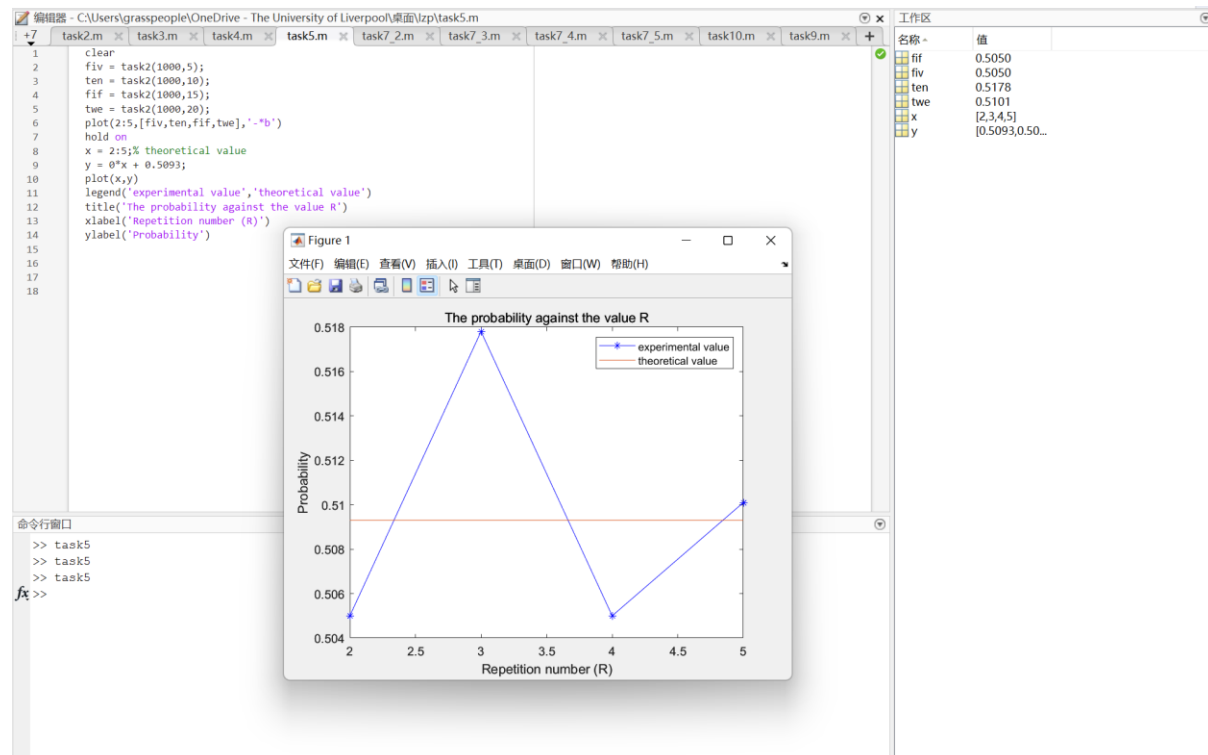 编辑器 - C:\Users\grasspeople\OneDrive - The University of Liverpool\桌面\lzp\task5.m
+7 task2.m task3.m task4.m task5.m task7_2.m task7_3.m task7_4.m task7_5.m task10.m task9.m
1 clear
2 fiv = task2(1000,5);
3 ten = task2(1000,10);
4 fif = task2(1000,15);
5 twe = task2(1000,20);
6 plot(2:5,[fiv,ten,fif,twe],'-*b')
7 hold on
8 x = 2:5;% theoretical value
9 y = 0*x + 0.5093;
10 plot(x,y)
11 legend('experimental value','theoretical value')
12 title('The probability against the value R')
13 xlabel('Repetition number (R)')
14 ylabel('Probability')
15
16
17
18
工作区
名称 值
fif 0.5050
fiv 0.5050
ten 0.5178
twe 0.5101
x [2,3,4,5]
y [0.5093,0.50...
Figure 1
文件(F) 编辑(E) 查看(V) 插入(I) 工具(T) 桌面(D) 窗口(W) 帮助(H)
The probability against the value R
experimental value
theoretical value
0.518
0.516
0.514
0.512
0.51
0.508
0.506
0.504
Probability
2 2.5 3 3.5 4 4.5 5
Repetition number (R)
命令行窗口
>> task5
>> task5
>> task5
fx >>